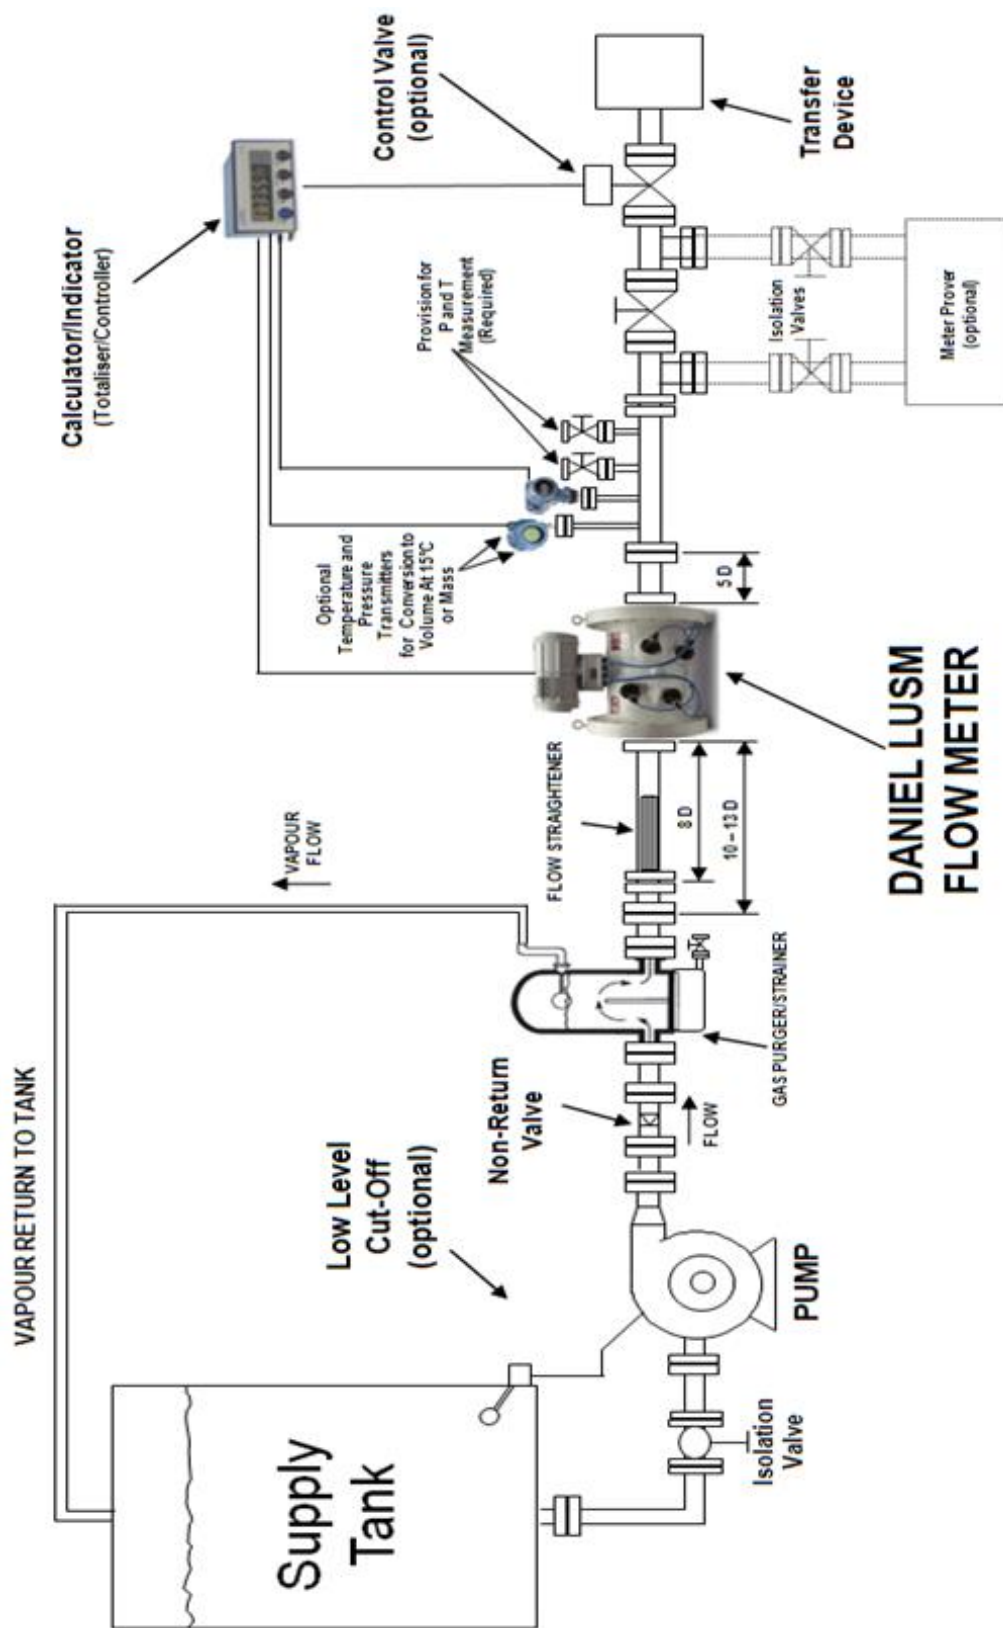 VAPOUR RETURN TO TANK
Supply
Tank
Low Level
Cut-Off
(optional)
Isolation
Valve
PUMP
Non-Return
Valve
FLOW
GAS PURGER/STRAINER
VAPOUR
FLOW
FLOW STRAIGHTENER
8 D
10 – 13 D
DANIEL LUSM
FLOW METER
5 D
Optional
Temperature and
Pressure
Transmitters
for Conversion to
Volume At 15°C
or Mass
Calculator/Indicator
(Totaliser/Controller)
Provision for
P and T
Measurement
(Required)
Control Valve
(optional)
Isolation
Valves
Meter Prover
(optional)
Transfer
Device